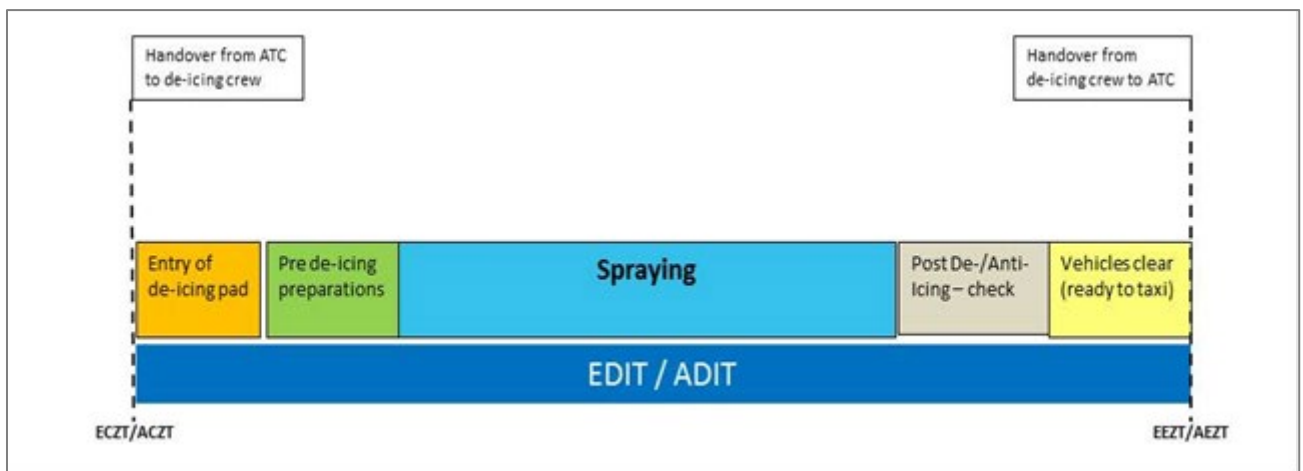 Handover from ATC
to de-icing crew
Handover from
de-icing crew to ATC
Entry of
de-icing pad
Pre de-icing
preparations
Spraying
Post De-/Anti-
Icing – check
Vehicles clear
(ready to taxi)
EDIT / ADIT
ECZT/ACZT
EEZT/AEZT